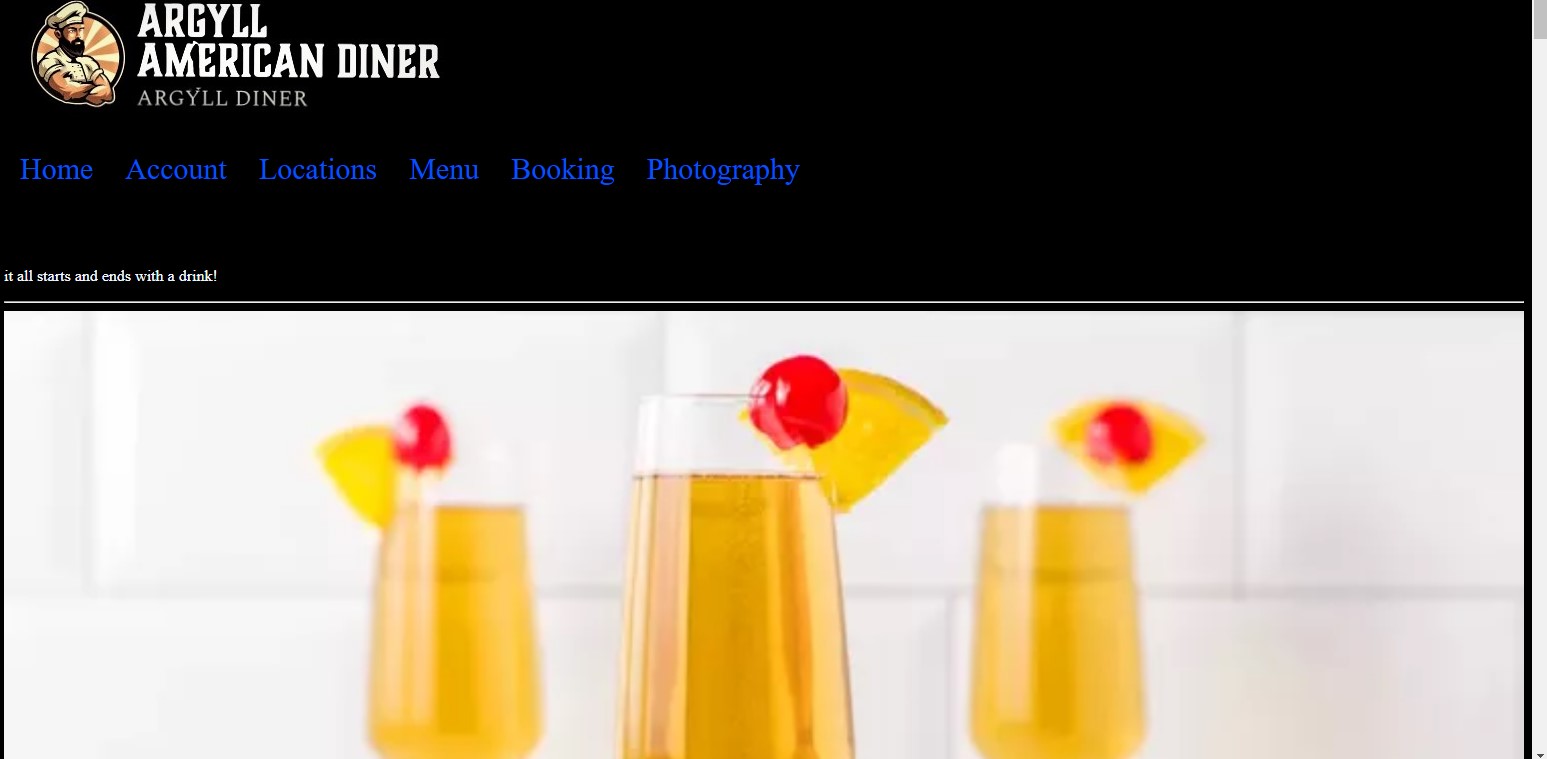 ARGYLL
AMERICAN DINER
ARGYLL DINER
Home Account Locations Menu Booking Photography
it all starts and ends with a drink!